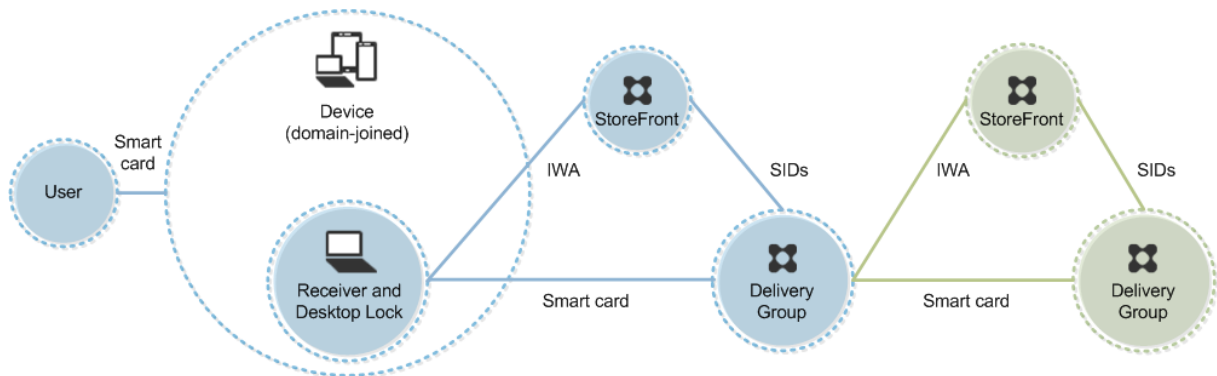 User
Smart
card
Device
(domain-joined)
Receiver and
Desktop Lock
IWA
StoreFront
SIDs
Smart card
Delivery
Group
IWA
StoreFront
SIDs
Smart card
Delivery
Group